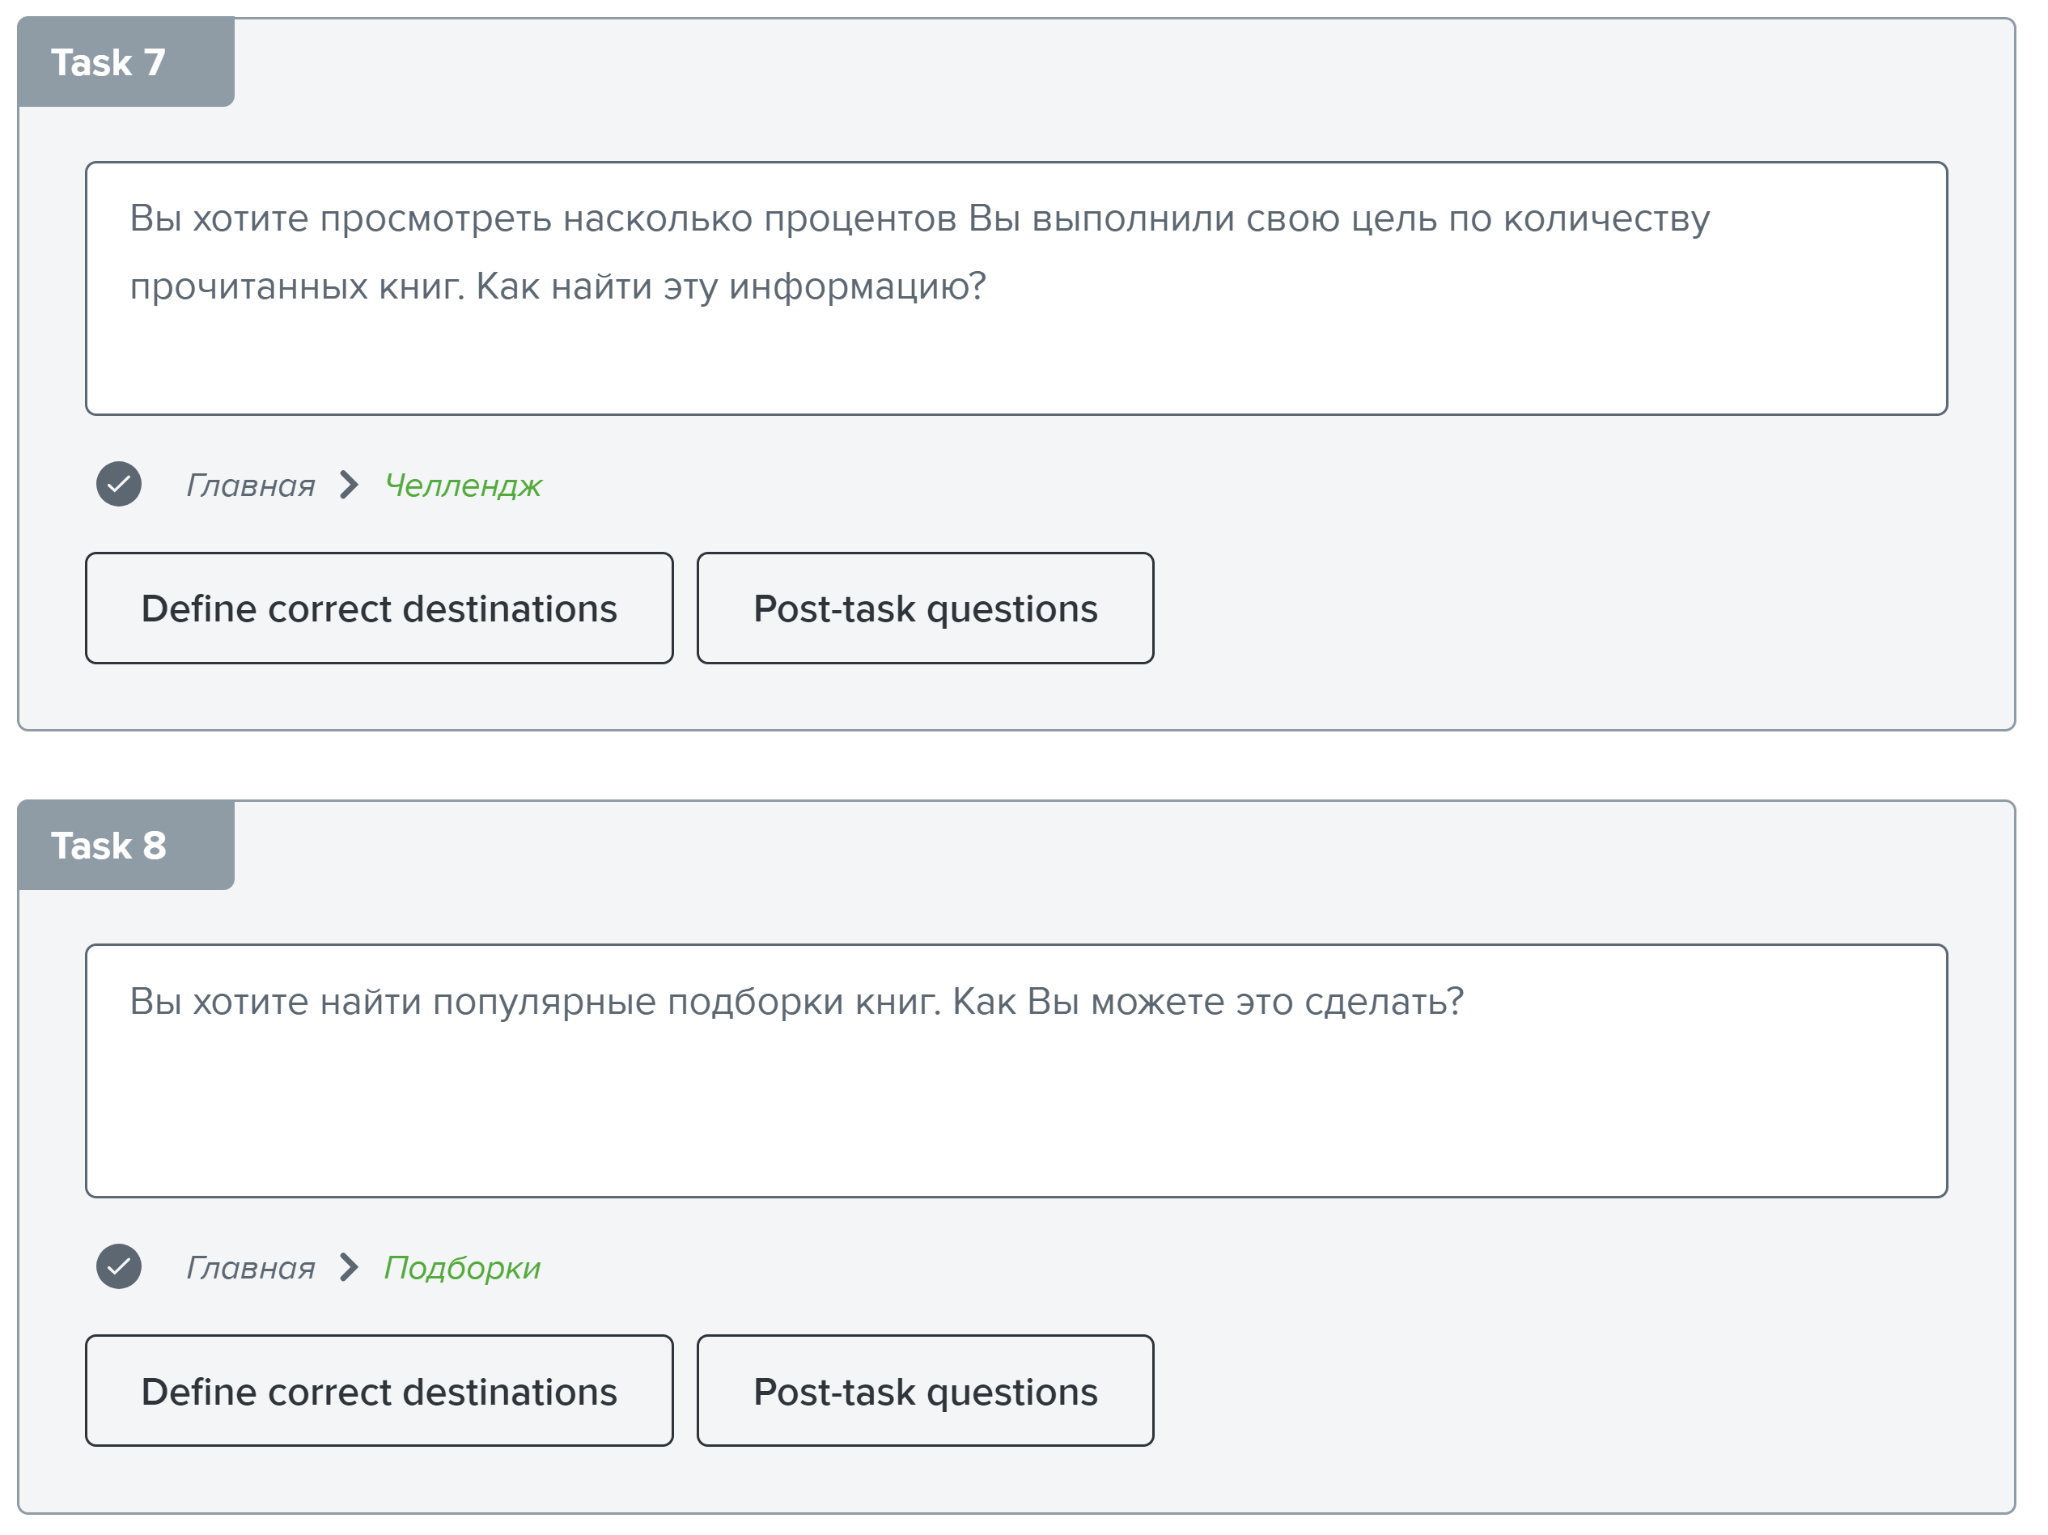 Task 7
Вы хотите просмотреть насколько процентов Вы выполнили свою цель по количеству
прочитанных книг. Как найти эту информацию?
Главная > Челлендж
Define correct destinations Post-task questions
Task 8
Вы хотите найти популярные подборки книг. Как Вы можете это сделать?
Главная > Подборки
Define correct destinations Post-task questions